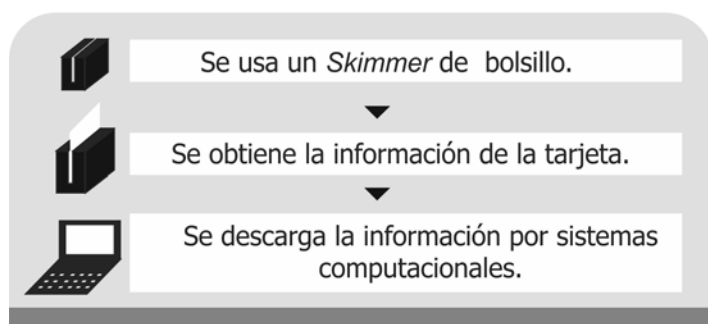 Se usa un Skimmer de bolsillo.
Se obtiene la información de la tarjeta.
Se descarga la información por sistemas
computacionales.